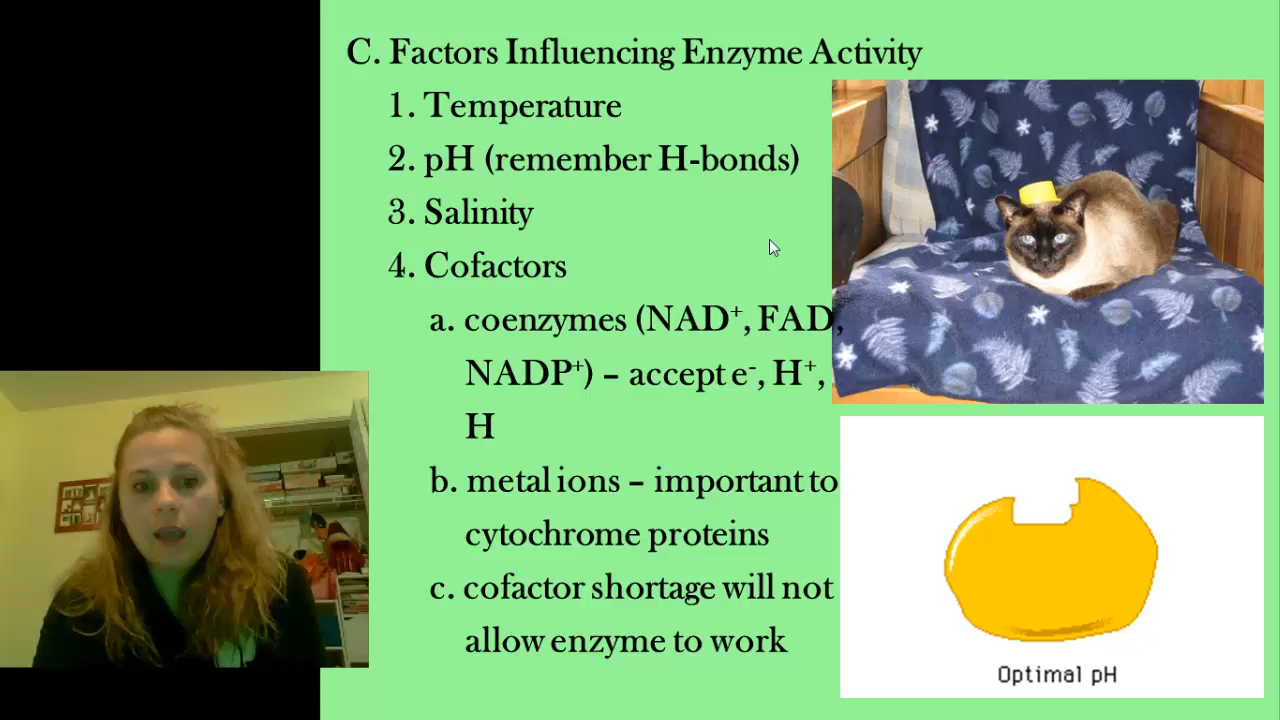 C. Factors Influencing Enzyme Activity
1. Temperature
2. pH (remember H-bonds)
3. Salinity
4. Cofactors
a. coenzymes (NAD⁺, FAD,
NADP⁺) – accept e⁻, H⁺,
H
b. metal ions – important to
cytochrome proteins
c. cofactor shortage will not
allow enzyme to work
Optimal pH